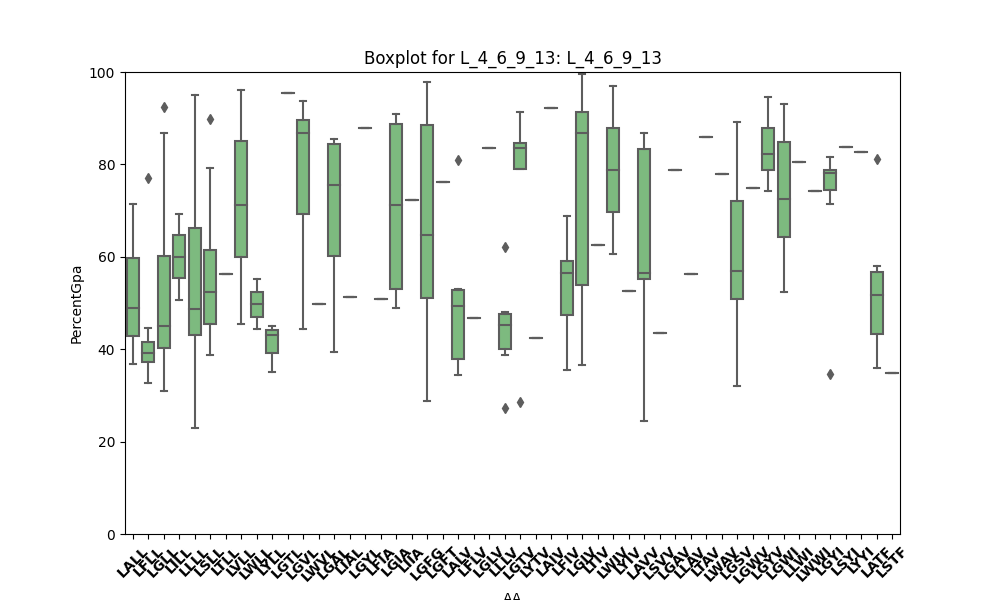 Boxplot for L_4_6_9_13: L_4_6_9_13
PercentGpa
100
80
60
40
20
0
LALL LFLL LGLL LILL LLLL LSLL LTLL LVLL LWLL LYLL LGTL LGVL LWVL LGAL LIAL LGYL LFTA LGIA LIIA LGFG LGFT LALV LFLV LGLV LLLV LGTV LYTV LAIV LFIV LGIV LIIV LWIV LYIV LAVV LSVV LGAV LLAV LTAV LWAV LGSV LGWV LGYV LGWI LLWI LWWI LGYI LSYI LYYI LATF LSTF
AA